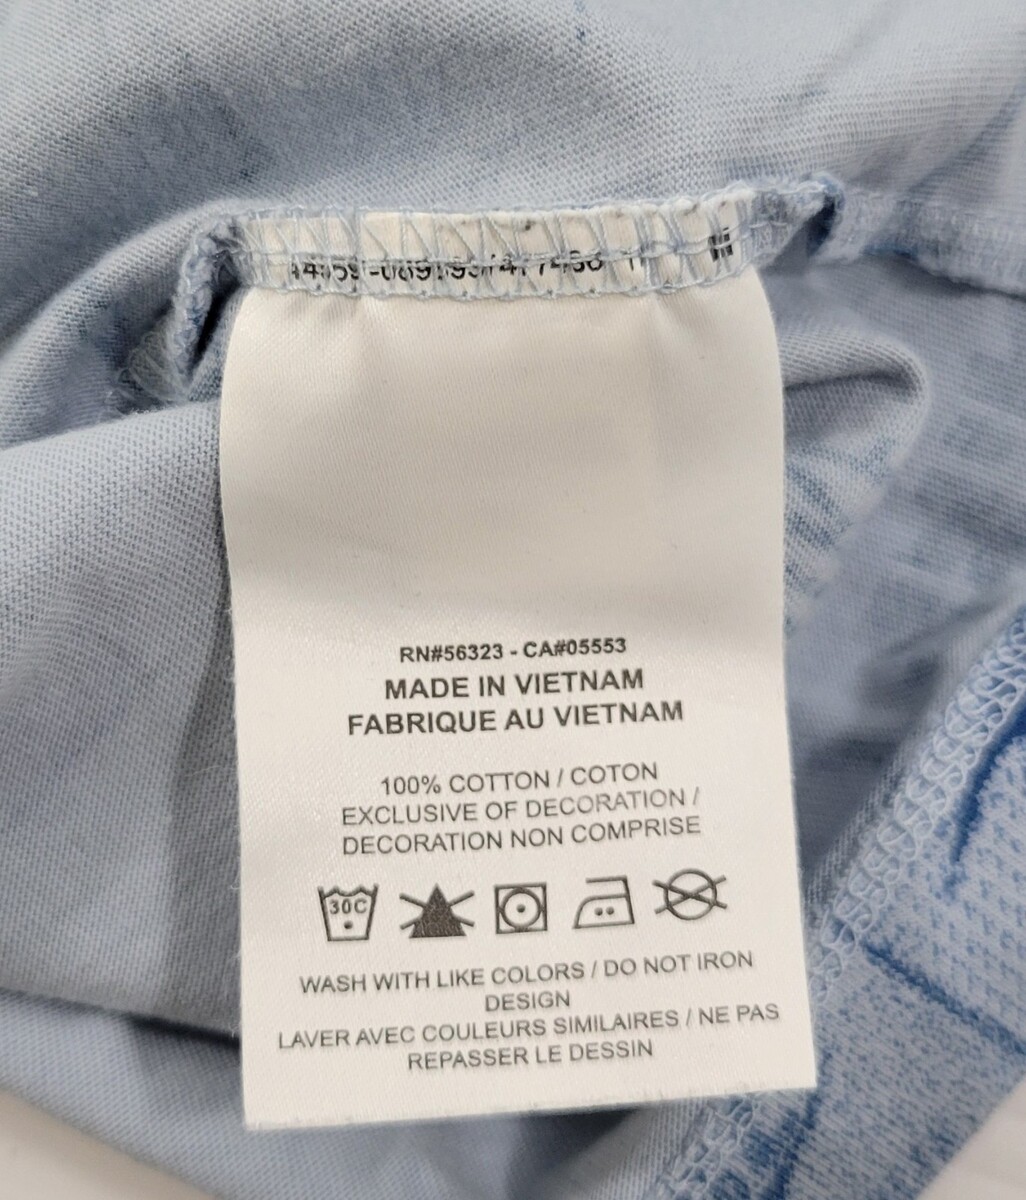 RN#56323 - CA#05553
MADE IN VIETNAM
FABRIQUE AU VIETNAM
100% COTTON / COTON
EXCLUSIVE OF DECORATION /
DECORATION NON COMPRISE
30C
WASH WITH LIKE COLORS / DO NOT IRON
DESIGN
LAVER AVEC COULEURS SIMILAIRES / NE PAS
REPASSER LE DESSIN